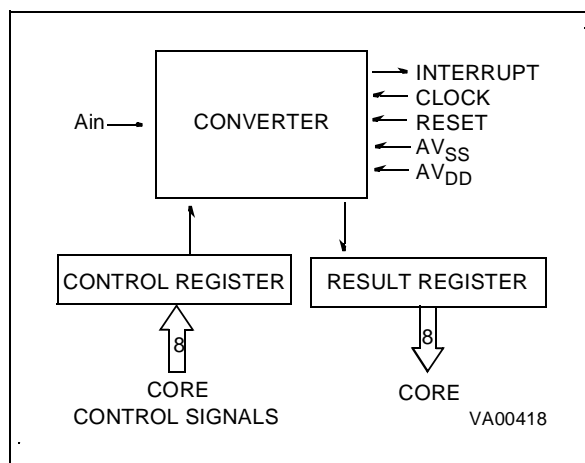 INTERRUPT
CLOCK
Ain
CONVERTER
RESET
AVSS
AVDD
CONTROL REGISTER
RESULT REGISTER
8
8
CORE
CONTROL SIGNALS
CORE
VA00418